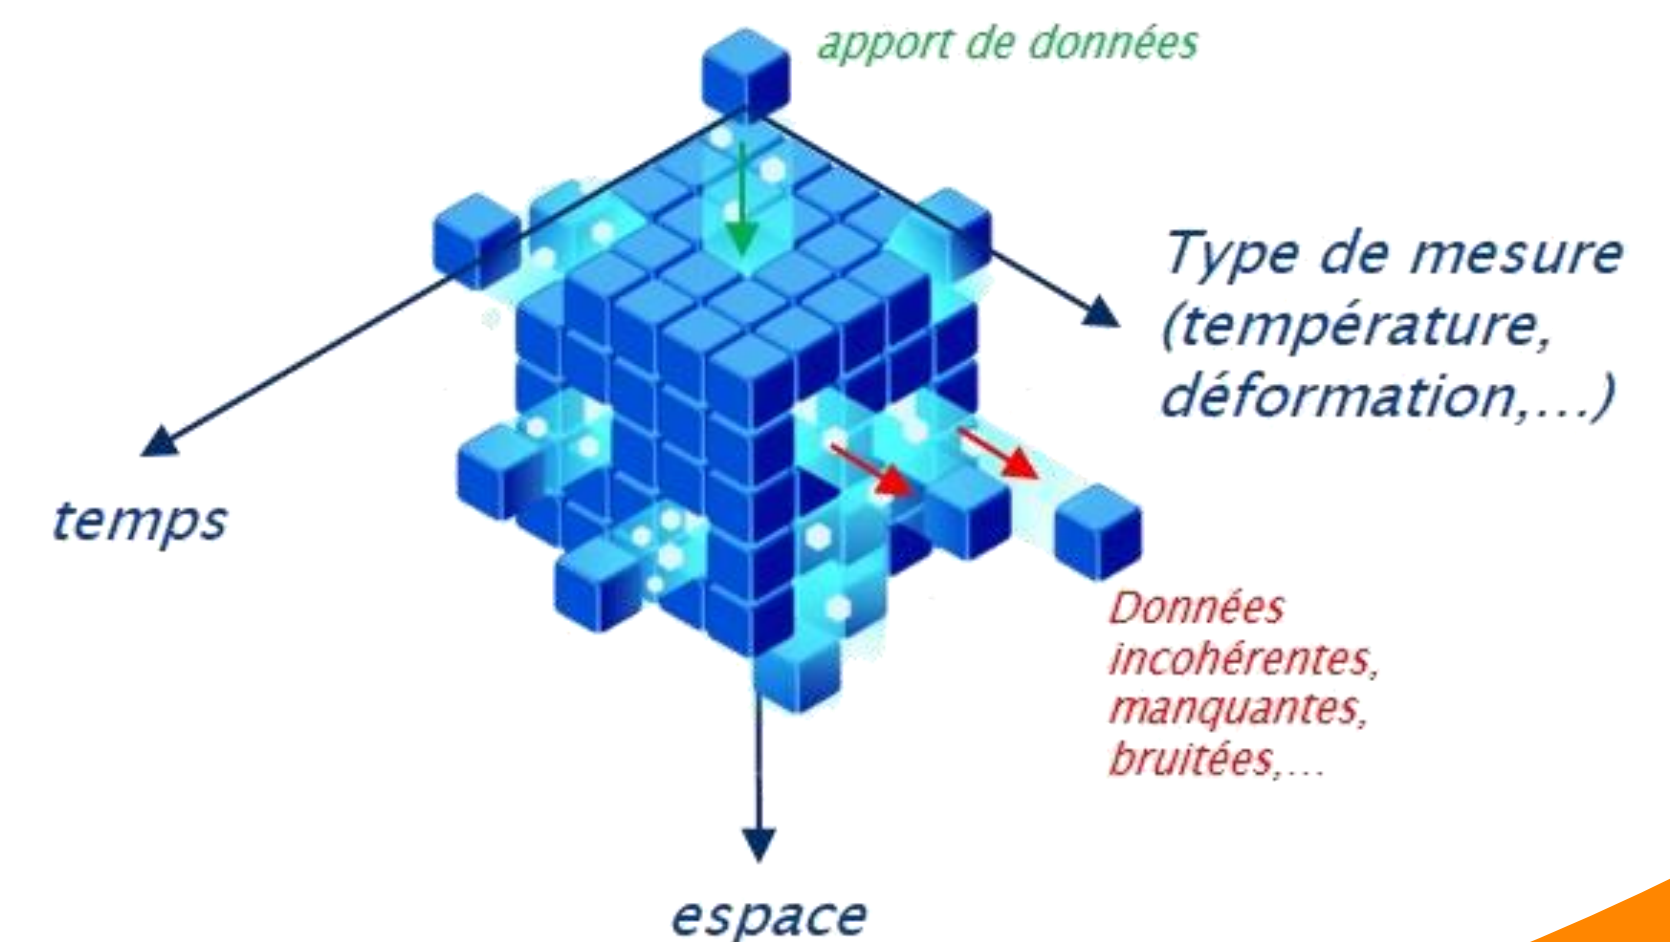 apport de données
Type de mesure
(température,
déformation,...)
temps
Données
incohérentes,
manquantes,
bruitées,...
espace